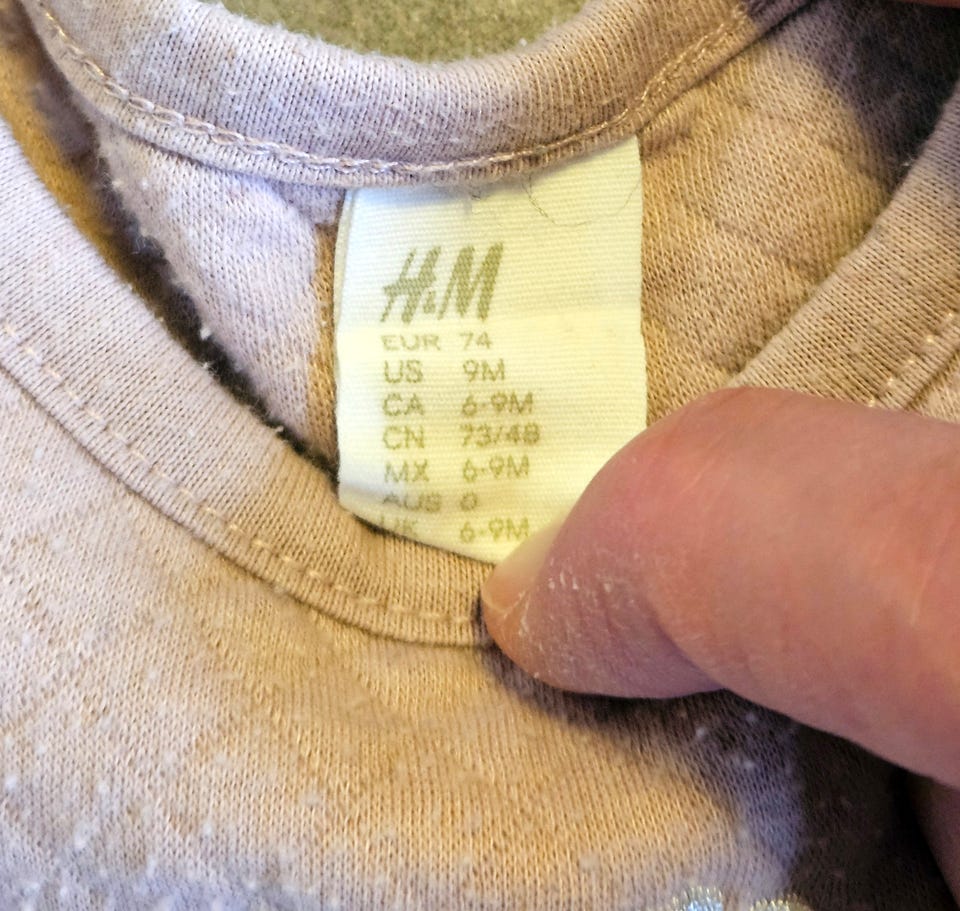 H&M
EUR 74
US 9M
CA 6-9M
CN 73/48
MX 6-9M
AUS 0
UK 6-9M